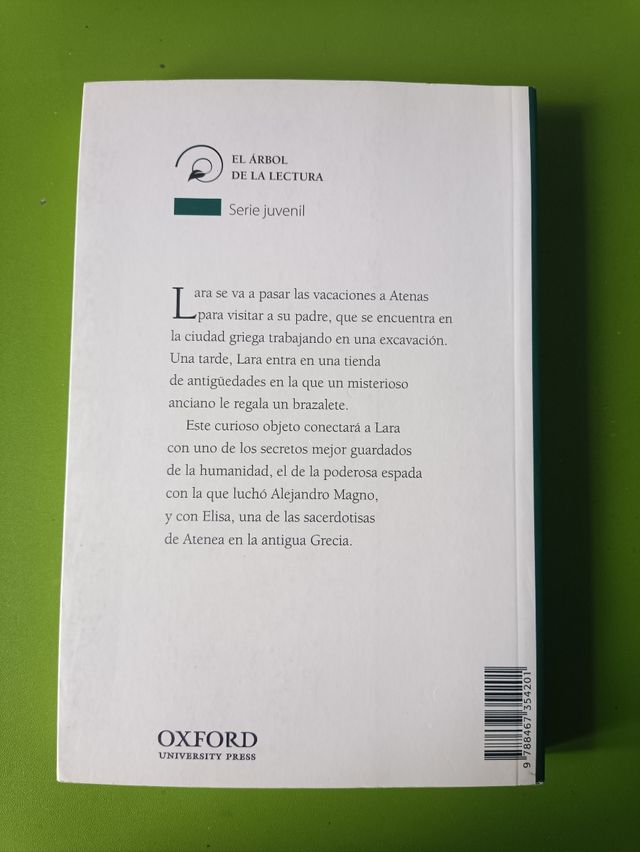 EL ÁRBOL
DE LA LECTURA
Serie juvenil
Lara se va a pasar las vacaciones a Atenas
para visitar a su padre, que se encuentra en
la ciudad griega trabajando en una excavación.
Una tarde, Lara entra en una tienda
de antigüedades en la que un misterioso
anciano le regala un brazalete.
Este curioso objeto conectará a Lara
con uno de los secretos mejor guardados
de la humanidad, el de la poderosa espada
con la que luchó Alejandro Magno,
y con Elisa, una de las sacerdotisas
de Atenea en la antigua Grecia.
OXFORD
UNIVERSITY PRESS
9 788467 354201